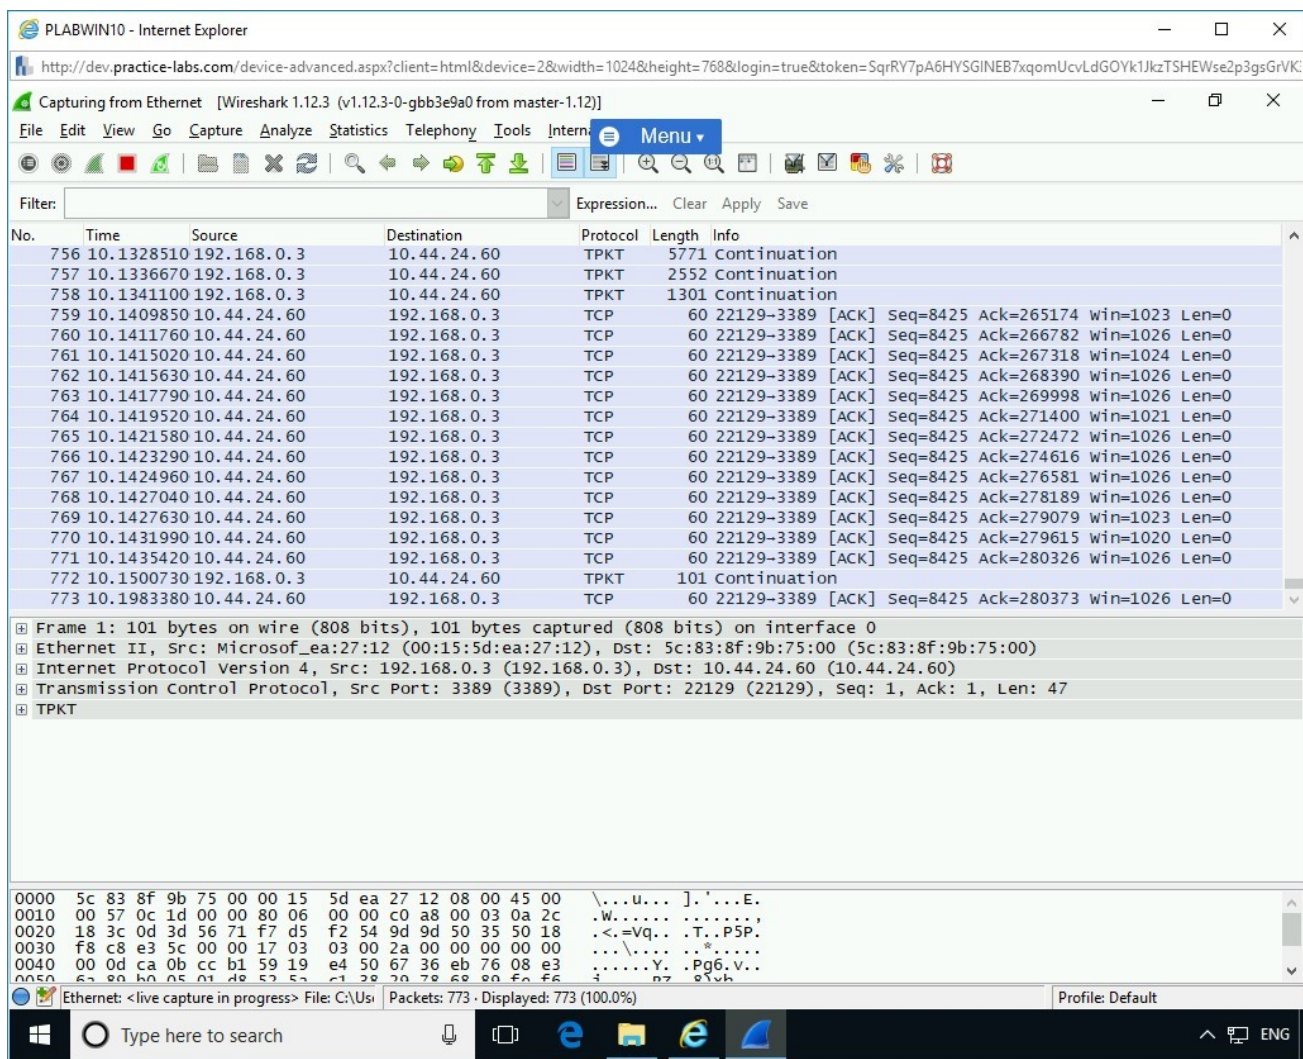 PLABWIN10 - Internet Explorer
http://dev.practice-labs.com/device-advanced.aspx?client=html&device=2&width=1024&height=768&login=true&token=SqrRY7pA6HYSGINEB7xqomUcvLdGOYk1JkzTSHEWse2p3gsGrVK
Capturing from Ethernet [Wireshark 1.12.3 (v1.12.3-0-gbb3e9a0 from master-1.12)]
File Edit View Go Capture Analyze Statistics Telephony Tools Interna
Menu
Filter: Expression... Clear Apply Save
No. Time Source Destination Protocol Length Info
756 10.1328510 192.168.0.3 10.44.24.60 TPKT 5771 Continuation
757 10.1336670 192.168.0.3 10.44.24.60 TPKT 2552 Continuation
758 10.1341100 192.168.0.3 10.44.24.60 TPKT 1301 Continuation
759 10.1409850 10.44.24.60 192.168.0.3 TCP 60 22129→3389 [ACK] Seq=8425 Ack=265174 Win=1023 Len=0
760 10.1411760 10.44.24.60 192.168.0.3 TCP 60 22129→3389 [ACK] Seq=8425 Ack=266782 Win=1026 Len=0
761 10.1415020 10.44.24.60 192.168.0.3 TCP 60 22129→3389 [ACK] Seq=8425 Ack=267318 Win=1024 Len=0
762 10.1415630 10.44.24.60 192.168.0.3 TCP 60 22129→3389 [ACK] Seq=8425 Ack=268390 Win=1026 Len=0
763 10.1417790 10.44.24.60 192.168.0.3 TCP 60 22129→3389 [ACK] Seq=8425 Ack=269998 Win=1026 Len=0
764 10.1419520 10.44.24.60 192.168.0.3 TCP 60 22129→3389 [ACK] Seq=8425 Ack=271400 Win=1021 Len=0
765 10.1421580 10.44.24.60 192.168.0.3 TCP 60 22129→3389 [ACK] Seq=8425 Ack=272472 Win=1026 Len=0
766 10.1423290 10.44.24.60 192.168.0.3 TCP 60 22129→3389 [ACK] Seq=8425 Ack=274616 Win=1026 Len=0
767 10.1424960 10.44.24.60 192.168.0.3 TCP 60 22129→3389 [ACK] Seq=8425 Ack=276581 Win=1026 Len=0
768 10.1427040 10.44.24.60 192.168.0.3 TCP 60 22129→3389 [ACK] Seq=8425 Ack=278189 Win=1026 Len=0
769 10.1427630 10.44.24.60 192.168.0.3 TCP 60 22129→3389 [ACK] Seq=8425 Ack=279079 Win=1023 Len=0
770 10.1431990 10.44.24.60 192.168.0.3 TCP 60 22129→3389 [ACK] Seq=8425 Ack=279615 Win=1020 Len=0
771 10.1435420 10.44.24.60 192.168.0.3 TCP 60 22129→3389 [ACK] Seq=8425 Ack=280326 Win=1026 Len=0
772 10.1500730 192.168.0.3 10.44.24.60 TPKT 101 Continuation
773 10.1983380 10.44.24.60 192.168.0.3 TCP 60 22129→3389 [ACK] Seq=8425 Ack=280373 Win=1026 Len=0
Frame 1: 101 bytes on wire (808 bits), 101 bytes captured (808 bits) on interface 0
Ethernet II, Src: Microsof_ea:27:12 (00:15:5d:ea:27:12), Dst: 5c:83:8f:9b:75:00 (5c:83:8f:9b:75:00)
Internet Protocol Version 4, Src: 192.168.0.3 (192.168.0.3), Dst: 10.44.24.60 (10.44.24.60)
Transmission Control Protocol, Src Port: 3389 (3389), Dst Port: 22129 (22129), Seq: 1, Ack: 1, Len: 47
TPKT
0000 5c 83 8f 9b 75 00 00 15 5d ea 27 12 08 00 45 00 \...u... ].'...E.
0010 00 57 0c 1d 00 00 80 06 00 00 c0 a8 00 03 0a 2c .W...... .......,
0020 18 3c 0d 3d 56 71 f7 d5 f2 54 9d 9d 50 35 50 18 .<.=Vq.. .T..P5P.
0030 f8 c8 e3 5c 00 00 17 03 03 00 2a 00 00 00 00 00 ...\.... ..*.....
0040 00 0d ca 0b cc b1 59 19 e4 50 67 36 eb 76 08 e3 ......Y. .Pg6.v..
Ethernet: <live capture in progress> File: C:\Us Packets: 773 · Displayed: 773 (100.0%) Profile: Default
Type here to search ENG